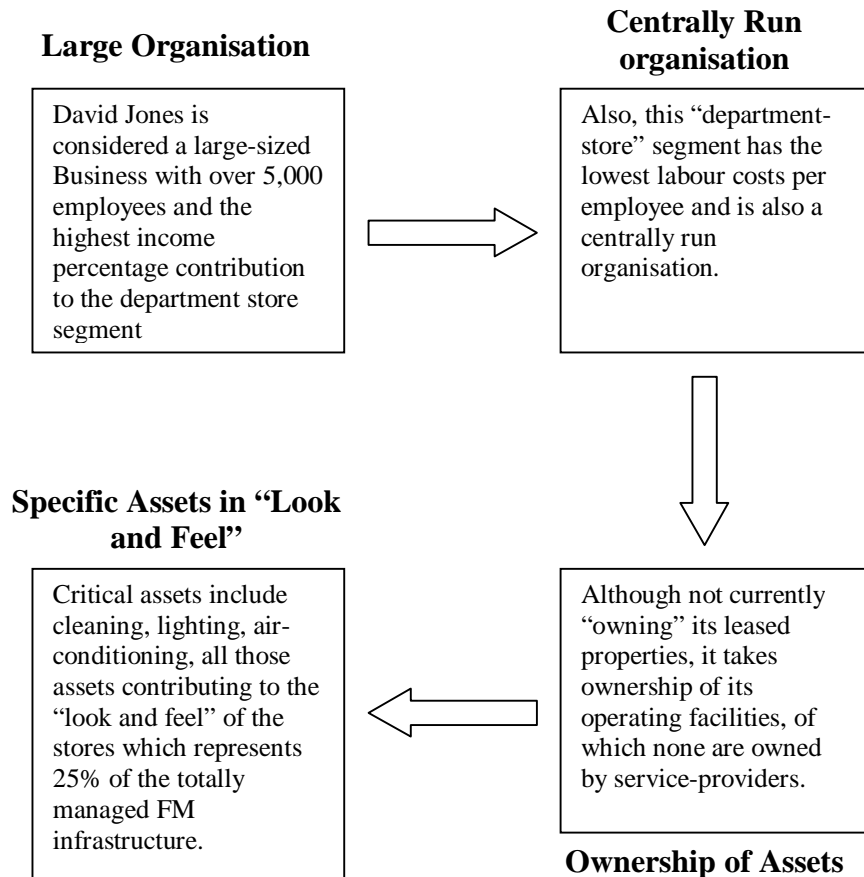 Large Organisation
David Jones is
considered a large-sized
Business with over 5,000
employees and the
highest income
percentage contribution
to the department store
segment
Centrally Run
organisation
Also, this “department-
store” segment has the
lowest labour costs per
employee and is also a
centrally run
organisation.
Although not currently
“owning” its leased
properties, it takes
ownership of its
operating facilities, of
which none are owned
by service-providers.
Ownership of Assets
Specific Assets in “Look
and Feel”
Critical assets include
cleaning, lighting, air-
conditioning, all those
assets contributing to the
“look and feel” of the
stores which represents
25% of the totally
managed FM
infrastructure.